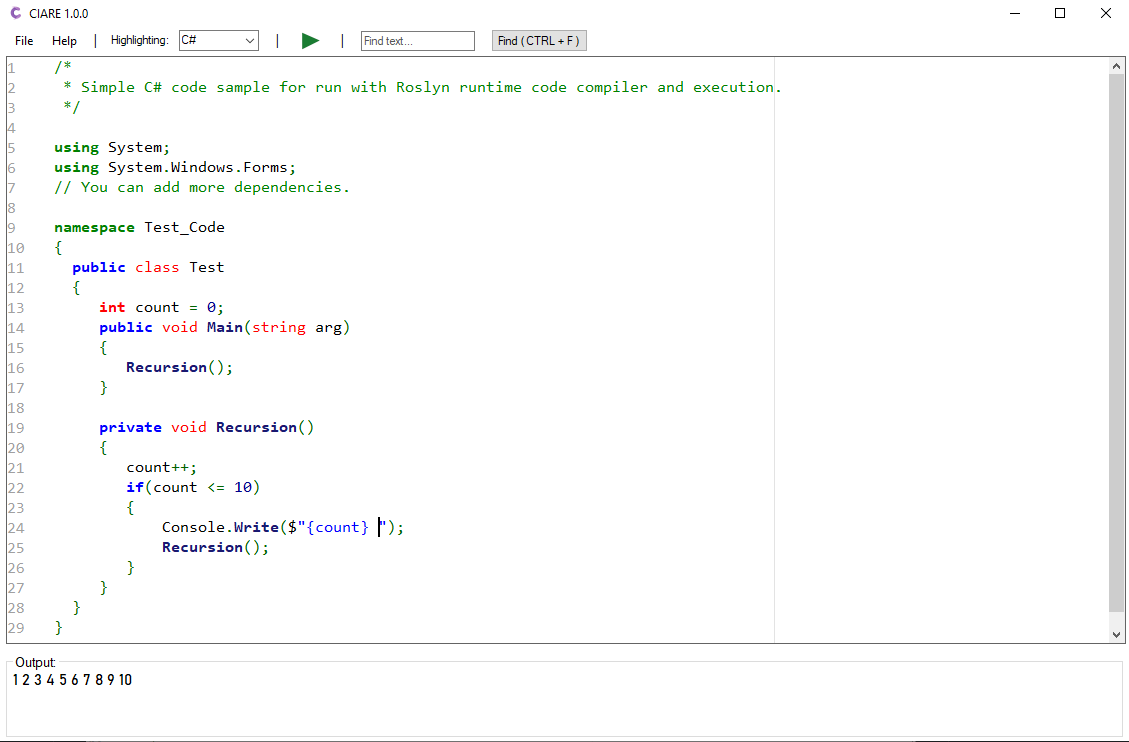 CIARE 1.0.0
File Help | Highlighting: C# | | Find text... Find ( CTRL + F )
1 /*
2 * Simple C# code sample for run with Roslyn runtime code compiler and execution.
3 */
4
5 using System;
6 using System.Windows.Forms;
7 // You can add more dependencies.
8
9 namespace Test_Code
10 {
11 public class Test
12 {
13 int count = 0;
14 public void Main(string arg)
15 {
16 Recursion();
17 }
18
19 private void Recursion()
20 {
21 count++;
22 if(count <= 10)
23 {
24 Console.Write($"{count} ");
25 Recursion();
26 }
27 }
28 }
29 }
Output:
1 2 3 4 5 6 7 8 9 10